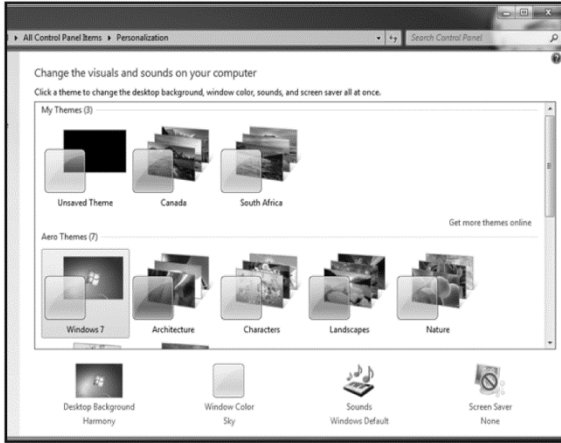 All Control Panel Items ▸ Personalization
Search Control Panel
Change the visuals and sounds on your computer
Click a theme to change the desktop background, window color, sounds, and screen saver all at once.
My Themes (3)
Unsaved Theme
Canada
South Africa
Get more themes online
Aero Themes (7)
Windows 7
Architecture
Characters
Landscapes
Nature
Desktop Background
Harmony
Window Color
Sky
Sounds
Windows Default
Screen Saver
None